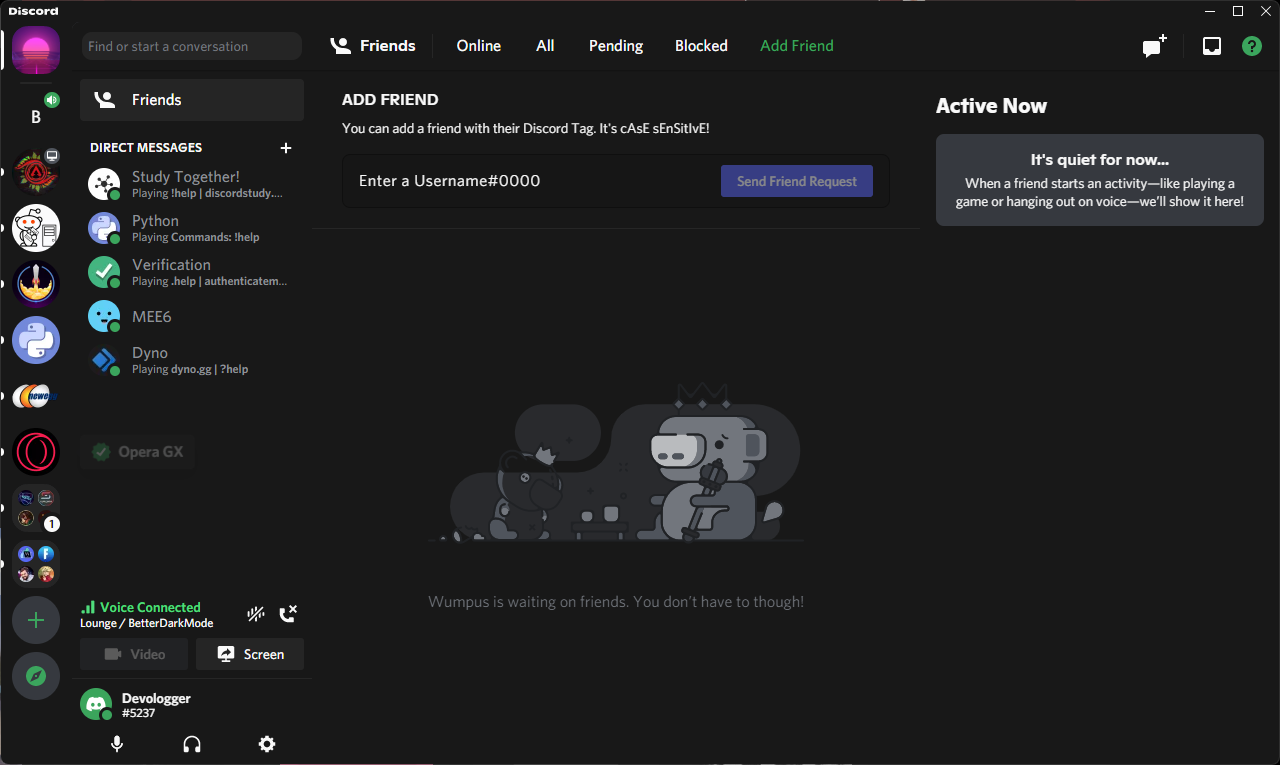 Discord
Find or start a conversation
Friends
Online
All
Pending
Blocked
Add Friend
?
B
Friends
DIRECT MESSAGES
Study Together!
Playing !help | discordstudy....
Python
Playing Commands: !help
Verification
Playing .help | authenticatem...
MEE6
Dyno
Playing dyno.gg | ?help
Opera GX
1
Voice Connected
Lounge / BetterDarkMode
Video
Screen
Devologger
#5237
ADD FRIEND
You can add a friend with their Discord Tag. It's cAsE sEnSitIvE!
Enter a Username#0000
Send Friend Request
Wumpus is waiting on friends. You don't have to though!
Active Now
It's quiet for now...
When a friend starts an activity—like playing a
game or hanging out on voice—we'll show it here!